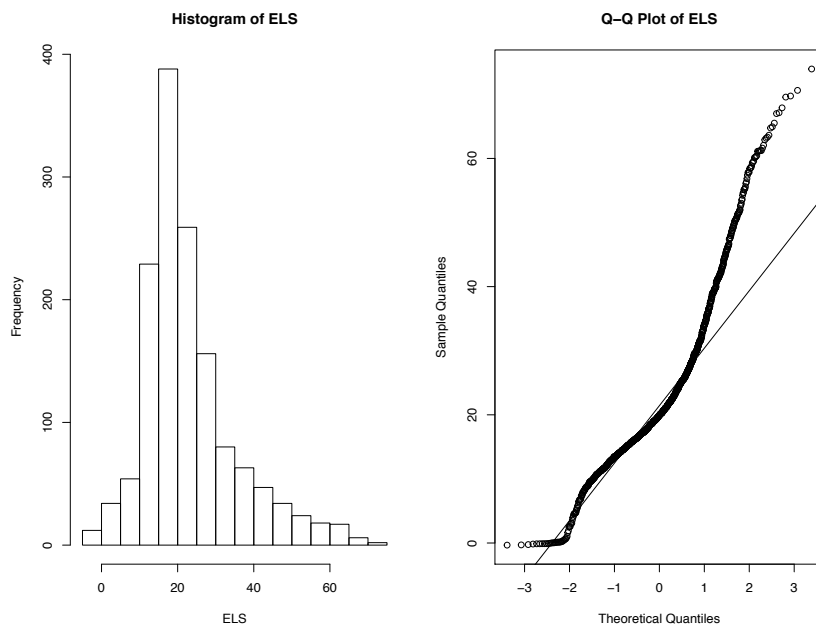 Histogram of ELS
Frequency
0 100 200 300 400
0 20 40 60
ELS
Q–Q Plot of ELS
Sample Quantiles
0 20 40 60
−3 −2 −1 0 1 2 3
Theoretical Quantiles